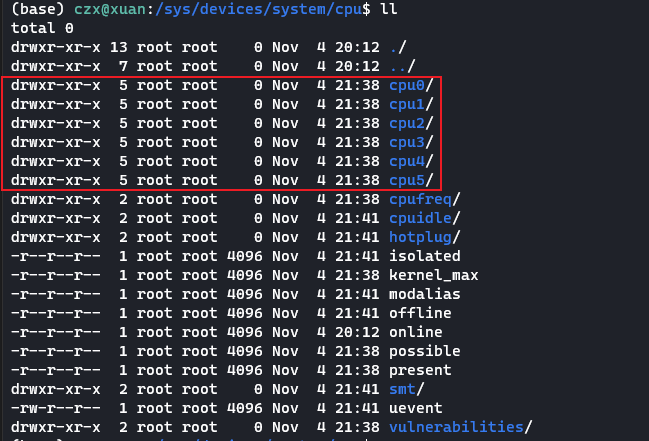 (base) czx@xuan:/sys/devices/system/cpu$ ll
total 0
drwxr-xr-x 13 root root    0 Nov  4 20:12 ./
drwxr-xr-x  7 root root    0 Nov  4 20:12 ../
drwxr-xr-x  5 root root    0 Nov  4 21:38 cpu0/
drwxr-xr-x  5 root root    0 Nov  4 21:38 cpu1/
drwxr-xr-x  5 root root    0 Nov  4 21:38 cpu2/
drwxr-xr-x  5 root root    0 Nov  4 21:38 cpu3/
drwxr-xr-x  5 root root    0 Nov  4 21:38 cpu4/
drwxr-xr-x  5 root root    0 Nov  4 21:38 cpu5/
drwxr-xr-x  2 root root    0 Nov  4 21:38 cpufreq/
drwxr-xr-x  2 root root    0 Nov  4 21:41 cpuidle/
drwxr-xr-x  2 root root    0 Nov  4 21:41 hotplug/
-r--r--r--  1 root root 4096 Nov  4 21:41 isolated
-r--r--r--  1 root root 4096 Nov  4 21:38 kernel_max
-r--r--r--  1 root root 4096 Nov  4 21:41 modalias
-r--r--r--  1 root root 4096 Nov  4 21:41 offline
-r--r--r--  1 root root 4096 Nov  4 20:12 online
-r--r--r--  1 root root 4096 Nov  4 21:38 possible
-r--r--r--  1 root root 4096 Nov  4 21:38 present
drwxr-xr-x  2 root root    0 Nov  4 21:41 smt/
-rw-r--r--  1 root root 4096 Nov  4 21:41 uevent
drwxr-xr-x  2 root root    0 Nov  4 21:38 vulnerabilities/